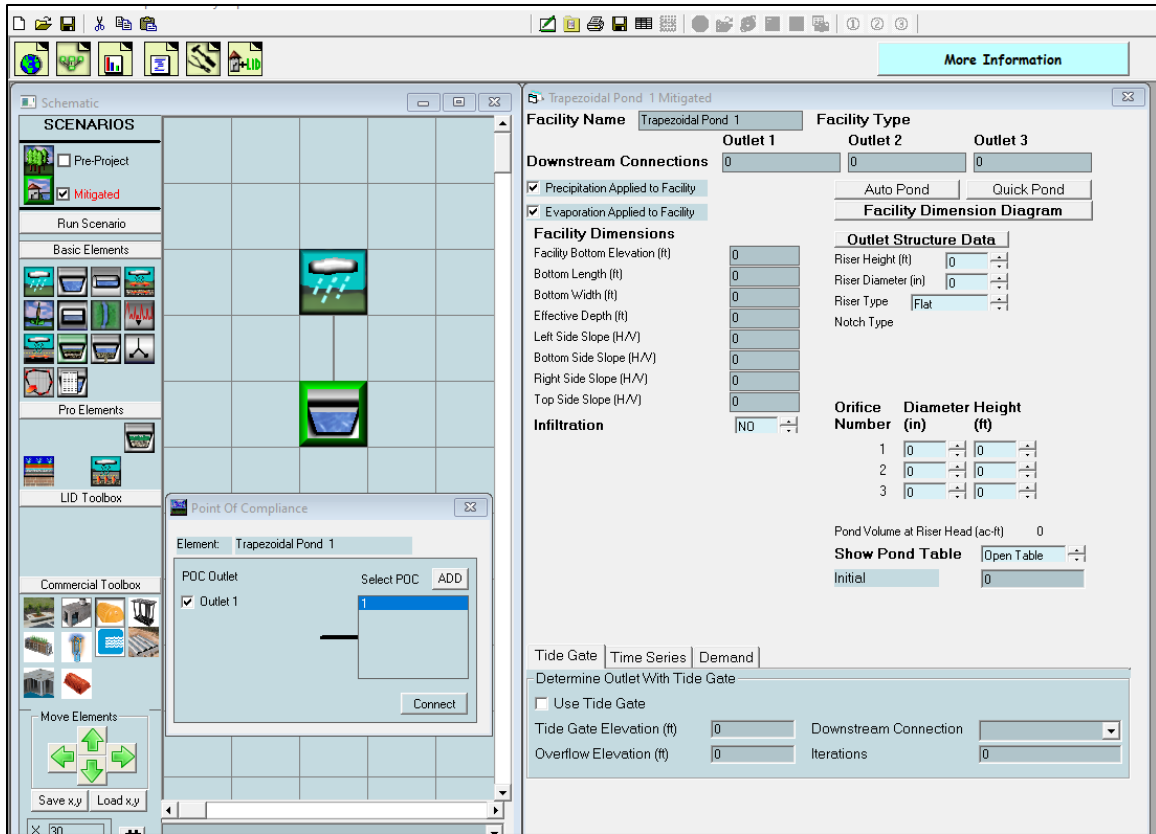 ① ② ③
+LID
More Information
Schematic
SCENARIOS
Pre-Project
Mitigated
Run Scenario
Basic Elements
Pro Elements
LID Toolbox
Commercial Toolbox
Move Elements
Save x,y Load x,y
X 30
Point Of Compliance
Element: Trapezoidal Pond 1
POC Outlet Select POC ADD
Outlet 1 1
Connect
Trapezoidal Pond 1 Mitigated
Facility Name Trapezoidal Pond 1 Facility Type
Outlet 1 Outlet 2 Outlet 3
Downstream Connections 0 0 0
Precipitation Applied to Facility Auto Pond Quick Pond
Evaporation Applied to Facility Facility Dimension Diagram
Facility Dimensions
Facility Bottom Elevation (ft) 0
Bottom Length (ft) 0
Bottom Width (ft) 0
Effective Depth (ft) 0
Left Side Slope (H/V) 0
Bottom Side Slope (H/V) 0
Right Side Slope (H/V) 0
Top Side Slope (H/V) 0
Infiltration NO
Outlet Structure Data
Riser Height (ft) 0
Riser Diameter (in) 0
Riser Type Flat
Notch Type
Orifice Diameter Height
Number (in) (ft)
1 0 0
2 0 0
3 0 0
Pond Volume at Riser Head (ac-ft) 0
Show Pond Table Open Table
Initial 0
Tide Gate Time Series Demand
Determine Outlet With Tide Gate
Use Tide Gate
Tide Gate Elevation (ft) 0 Downstream Connection
Overflow Elevation (ft) 0 Iterations 0